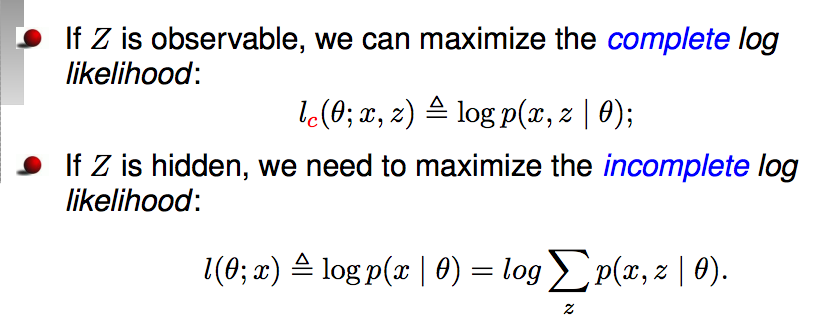 If Z is observable, we can maximize the complete log
likelihood:
l_c(θ; x, z) ≜ log p(x, z | θ);
If Z is hidden, we need to maximize the incomplete log
likelihood:
l(θ; x) ≜ log p(x | θ) = log ∑_z p(x, z | θ).